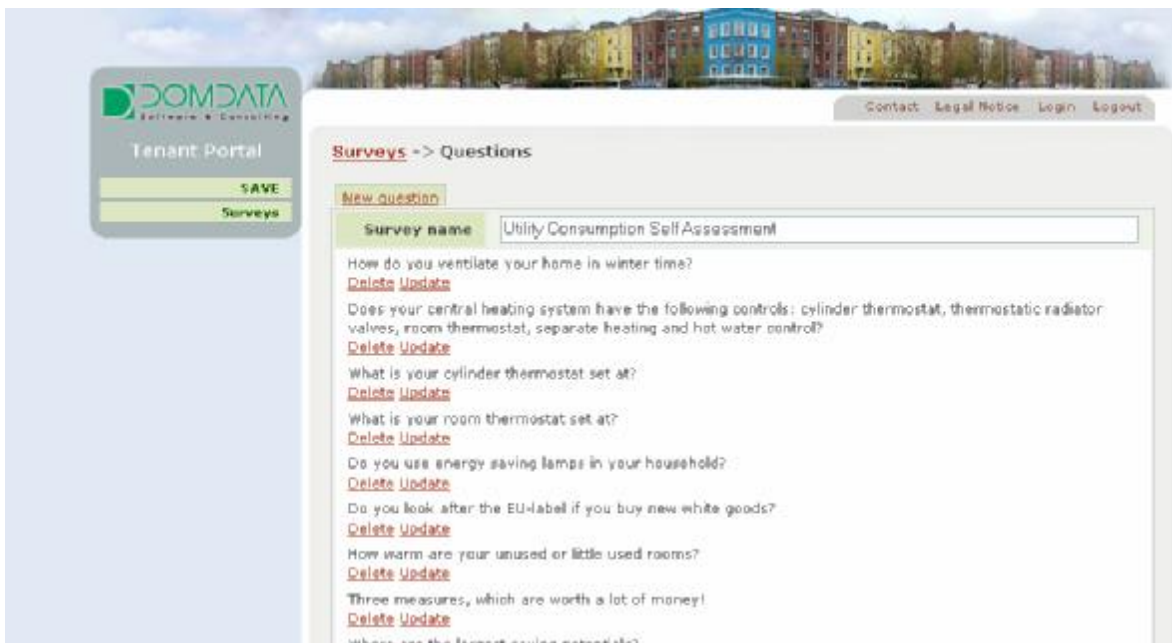 DOMDATA
Software & Consulting
Contact Legal Notice Login Logout
Tenant Portal
SAVE
Surveys
Surveys -> Questions
New question
Survey name Utility Consumption Self Assessment
How do you ventilate your home in winter time?
Delete Update
Does your central heating system have the following controls: cylinder thermostat, thermostatic radiator
valves, room thermostat, separate heating and hot water control?
Delete Update
What is your cylinder thermostat set at?
Delete Update
What is your room thermostat set at?
Delete Update
Do you use energy saving lamps in your household?
Delete Update
Do you look after the EU-label if you buy new white goods?
Delete Update
How warm are your unused or little used rooms?
Delete Update
Three measures, which are worth a lot of money!
Delete Update
Where are the largest saving potentials?